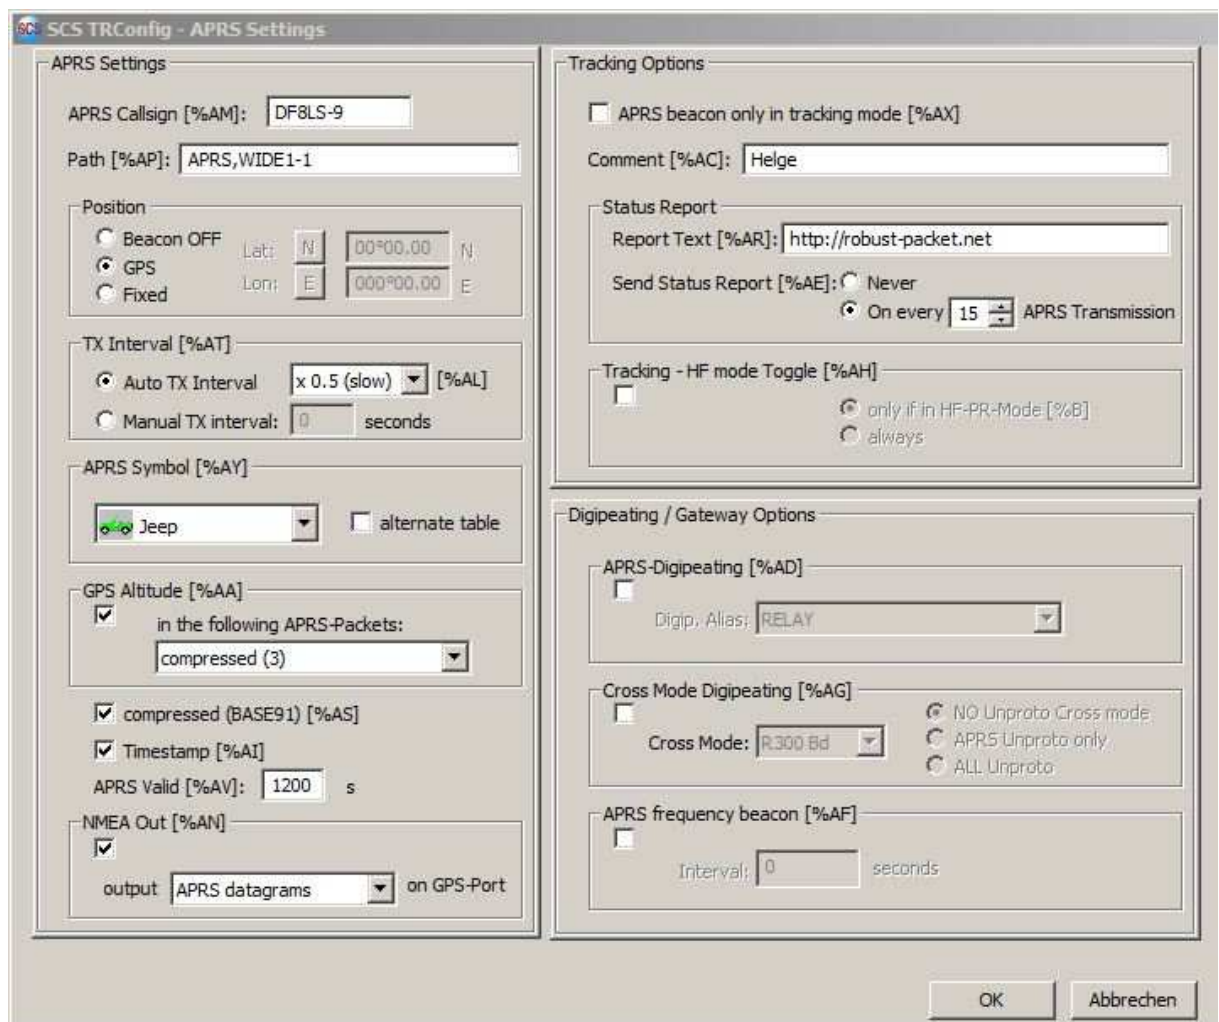 SCS SCS TRConfig - APRS Settings
APRS Settings
APRS Callsign [%AM]: DF8LS-9
Path [%AP]: APRS,WIDE1-1
Position
Beacon OFF
GPS
Fixed
Lat: N 00°00.00 N
Lon: E 000°00.00 E
TX Interval [%AT]
Auto TX Interval x 0.5 (slow) [%AL]
Manual TX interval: 0 seconds
APRS Symbol [%AY]
Jeep alternate table
GPS Altitude [%AA]
in the following APRS-Packets:
compressed (3)
compressed (BASE91) [%AS]
Timestamp [%AI]
APRS Valid [%AV]: 1200 s
NMEA Out [%AN]
output APRS datagrams on GPS-Port
Tracking Options
APRS beacon only in tracking mode [%AX]
Comment [%AC]: Helge
Status Report
Report Text [%AR]: http://robust-packet.net
Send Status Report [%AE]: Never
On every 15 APRS Transmission
Tracking - HF mode Toggle [%AH]
only if in HF-PR-Mode [%B]
always
Digipeating / Gateway Options
APRS-Digipeating [%AD]
Digip. Alias: RELAY
Cross Mode Digipeating [%AG]
Cross Mode: R300 Bd
NO Unproto Cross mode
APRS Unproto only
ALL Unproto
APRS frequency beacon [%AF]
Interval: 0 seconds
OK Abbrechen